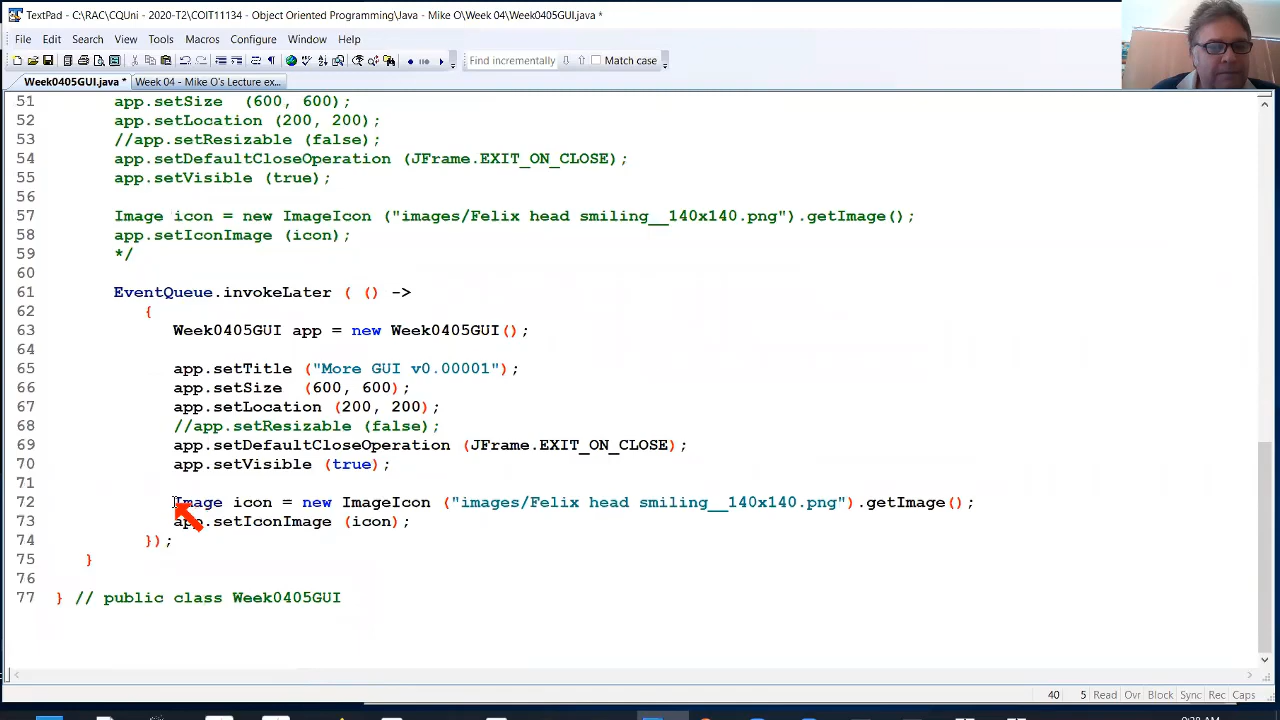 TextPad - C:\RAC\CQUni - 2020-T2\COIT11134 - Object Oriented Programming\Java - Mike O\Week 04\Week0405GUI.java *
File Edit Search View Tools Macros Configure Window Help
Find incrementally Match case
Week0405GUI.java * Week 04 - Mike O's Lecture ex...
51 app.setSize  (600, 600);
52 app.setLocation (200, 200);
53 //app.setResizable (false);
54 app.setDefaultCloseOperation (JFrame.EXIT_ON_CLOSE);
55 app.setVisible (true);
56
57 Image icon = new ImageIcon ("images/Felix head smiling__140x140.png").getImage();
58 app.setIconImage (icon);
59 */
60
61 EventQueue.invokeLater ( () ->
62 {
63 Week0405GUI app = new Week0405GUI();
64
65 app.setTitle ("More GUI v0.00001");
66 app.setSize  (600, 600);
67 app.setLocation (200, 200);
68 //app.setResizable (false);
69 app.setDefaultCloseOperation (JFrame.EXIT_ON_CLOSE);
70 app.setVisible (true);
71
72 Image icon = new ImageIcon ("images/Felix head smiling__140x140.png").getImage();
73 app.setIconImage (icon);
74 });
75 }
76
77 } // public class Week0405GUI
40 5 Read Ovr Block Sync Rec Caps